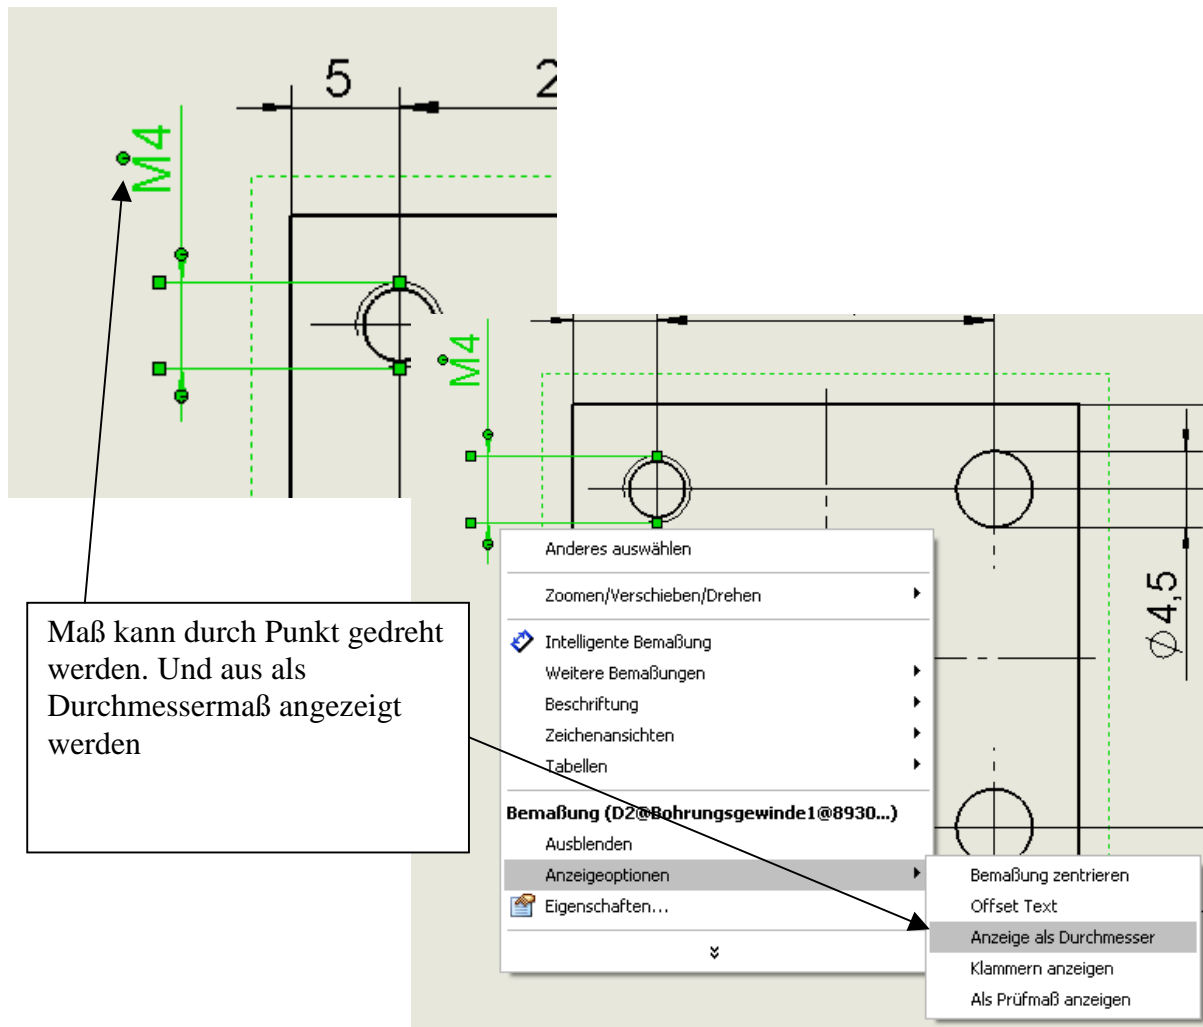 5
2
M4
M4
Ø4,5
Maß kann durch Punkt gedreht
werden. Und aus als
Durchmessermaß angezeigt
werden
Anderes auswählen
Zoomen/Verschieben/Drehen
Intelligente Bemaßung
Weitere Bemaßungen
Beschriftung
Zeichenansichten
Tabellen
Bemaßung (D2@Bohrungsgewinde1@8930...)
Ausblenden
Anzeigeoptionen
Eigenschaften...
Bemaßung zentrieren
Offset Text
Anzeige als Durchmesser
Klammern anzeigen
Als Prüfmaß anzeigen